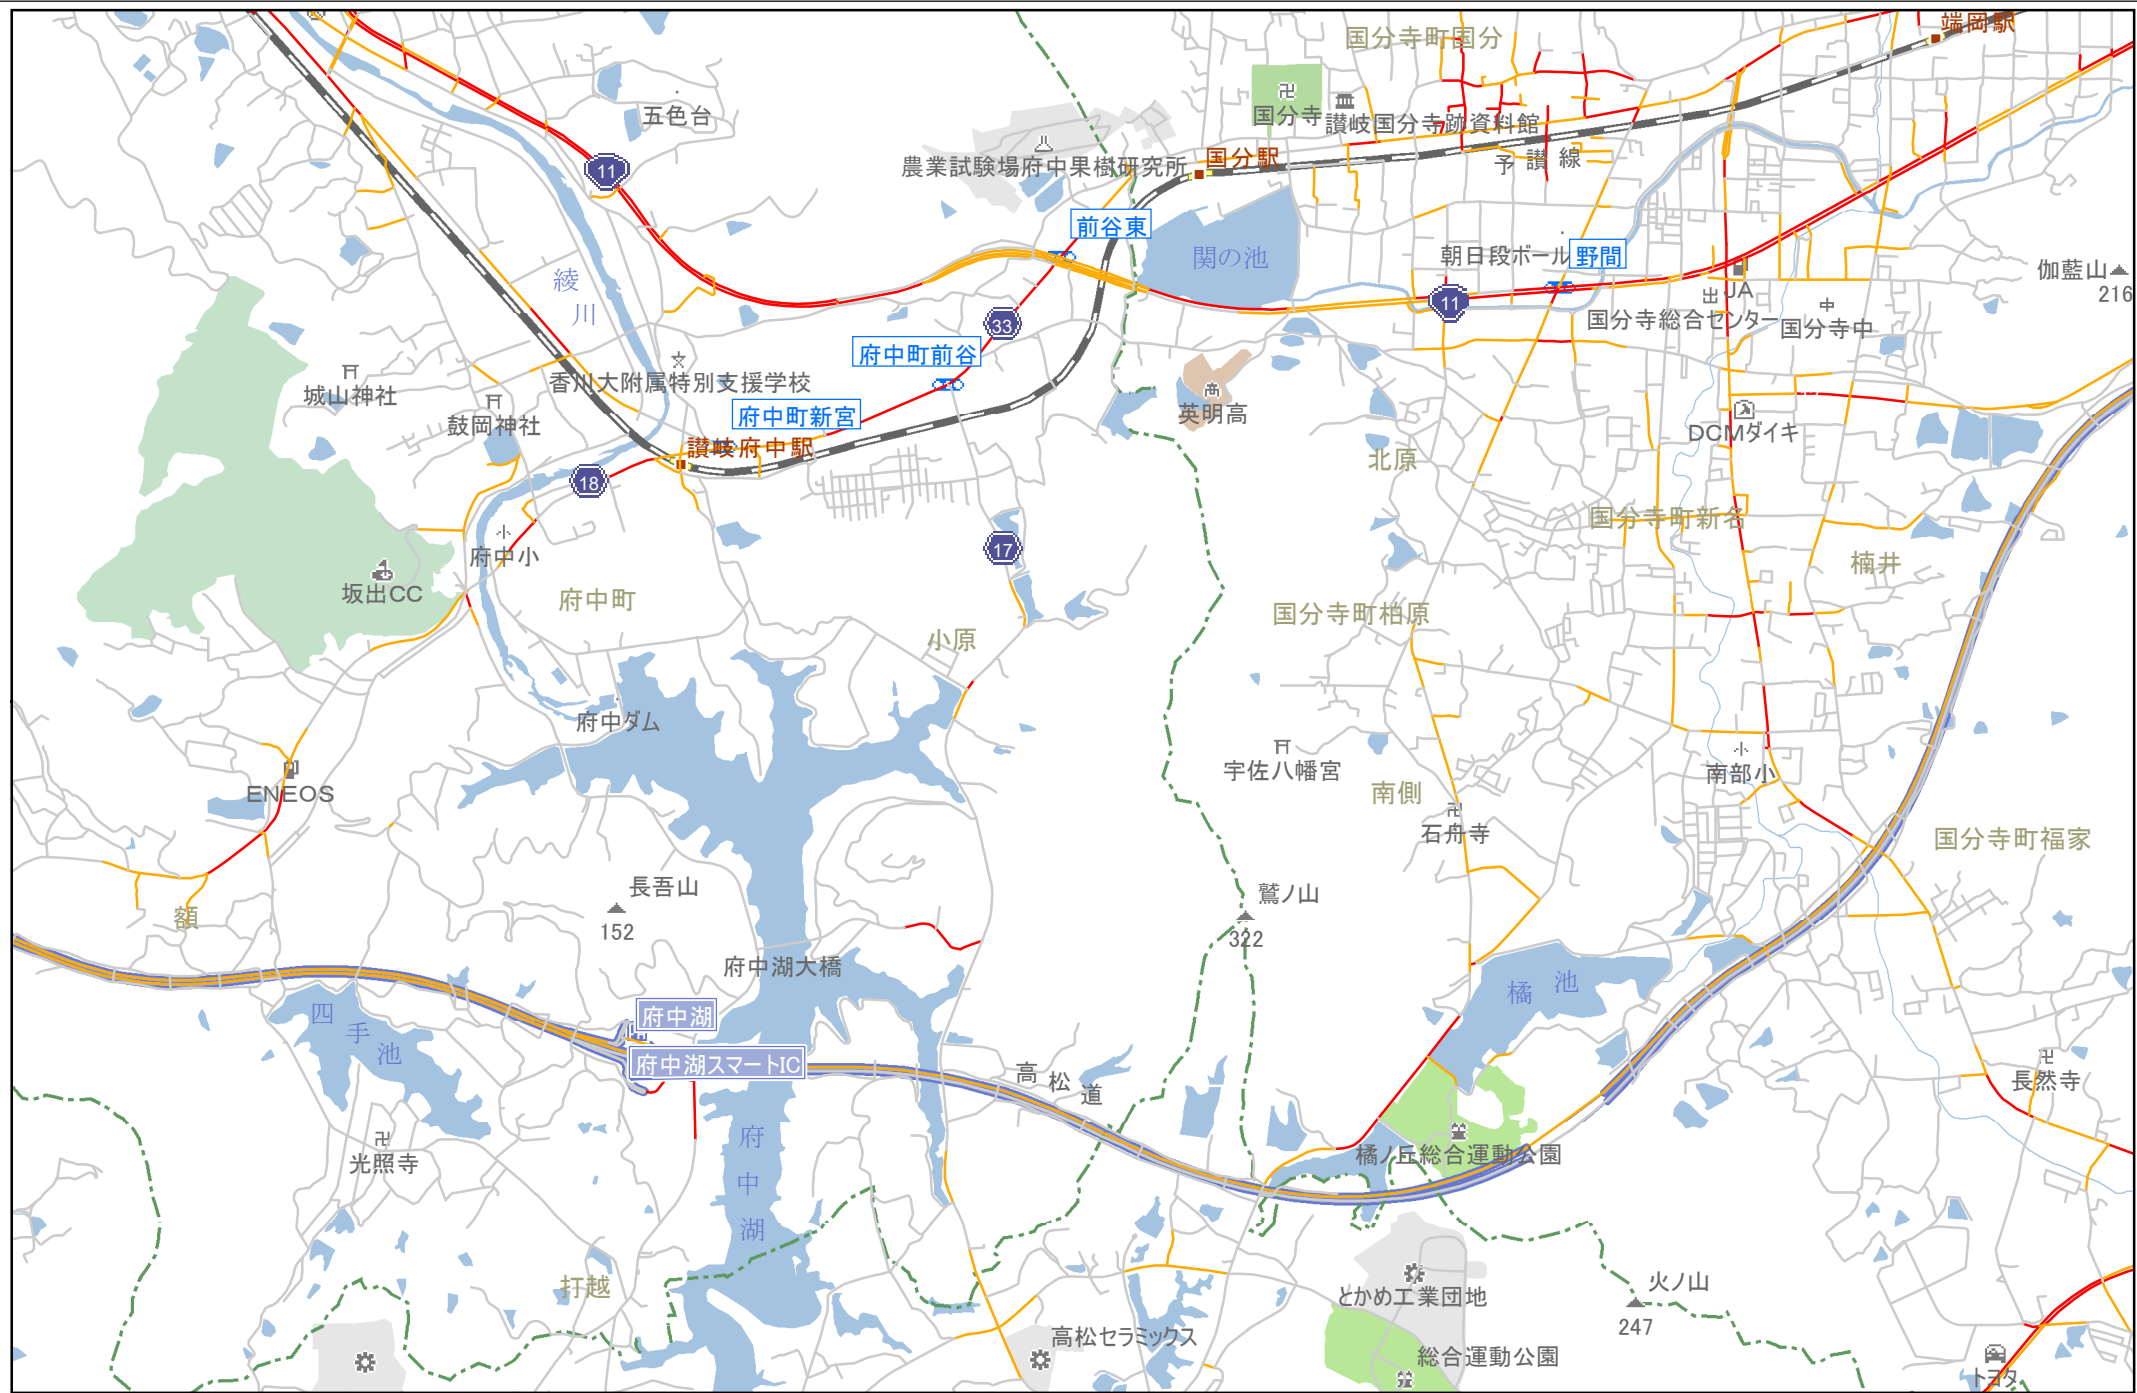 端岡駅
国分寺町国分
五色台
国分寺
讃岐国分寺跡資料館
農業試験場府中果樹研究所
国分駅
予讃線
11
前谷東
関の池
朝日段ボール
野間
伽藍山
216
綾川
JA
国分寺総合センター
国分寺中
11
33
府中町前谷
香川大附属特別支援学校
城山神社
鼓岡神社
府中町新宮
英明高
DCMダイキ
讃岐府中駅
北原
18
国分寺町新名
府中小
17
楠井
坂出CC
府中町
国分寺町柏原
小原
府中ダム
宇佐八幡宮
南部小
ENEOS
南側
石舟寺
国分寺町福家
長吾山
152
鷲ノ山
322
額
府中湖大橋
橘池
四手池
府中湖
府中湖スマートIC
高松道
長然寺
光照寺
府中湖
橘ノ丘総合運動公園
打越
とかめ工業団地
火ノ山
247
高松セラミックス
総合運動公園
トヨタ